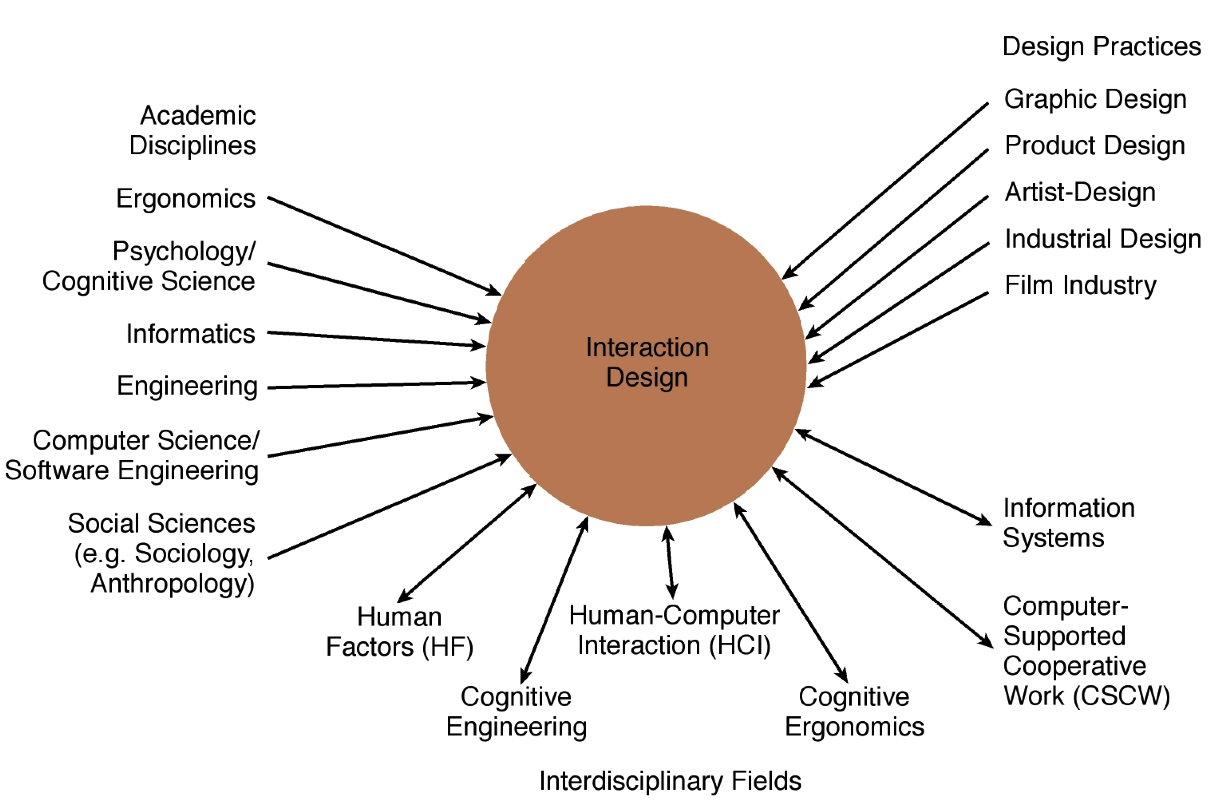 Academic
Disciplines
Ergonomics
Psychology/
Cognitive Science
Informatics
Engineering
Computer Science/
Software Engineering
Social Sciences
(e.g. Sociology,
Anthropology)
Interaction
Design
Design Practices
Graphic Design
Product Design
Artist-Design
Industrial Design
Film Industry
Human
Factors (HF)
Cognitive
Engineering
Human-Computer
Interaction (HCI)
Cognitive
Ergonomics
Information
Systems
Computer-
Supported
Cooperative
Work (CSCW)
Interdisciplinary Fields